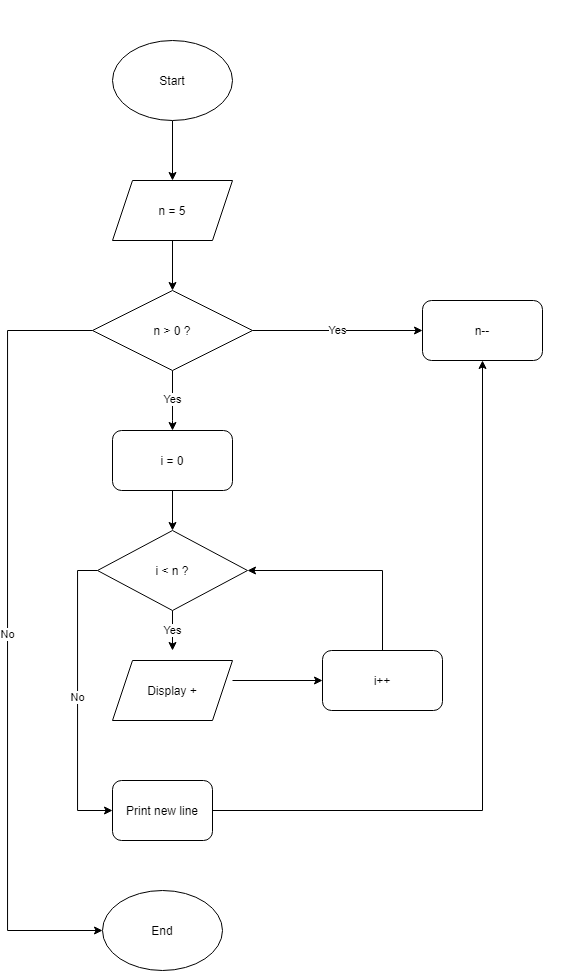 Start
n = 5
n > 0 ?
Yes
n--
Yes
i = 0
i < n ?
Yes
No
Display +
i++
No
Print new line
End